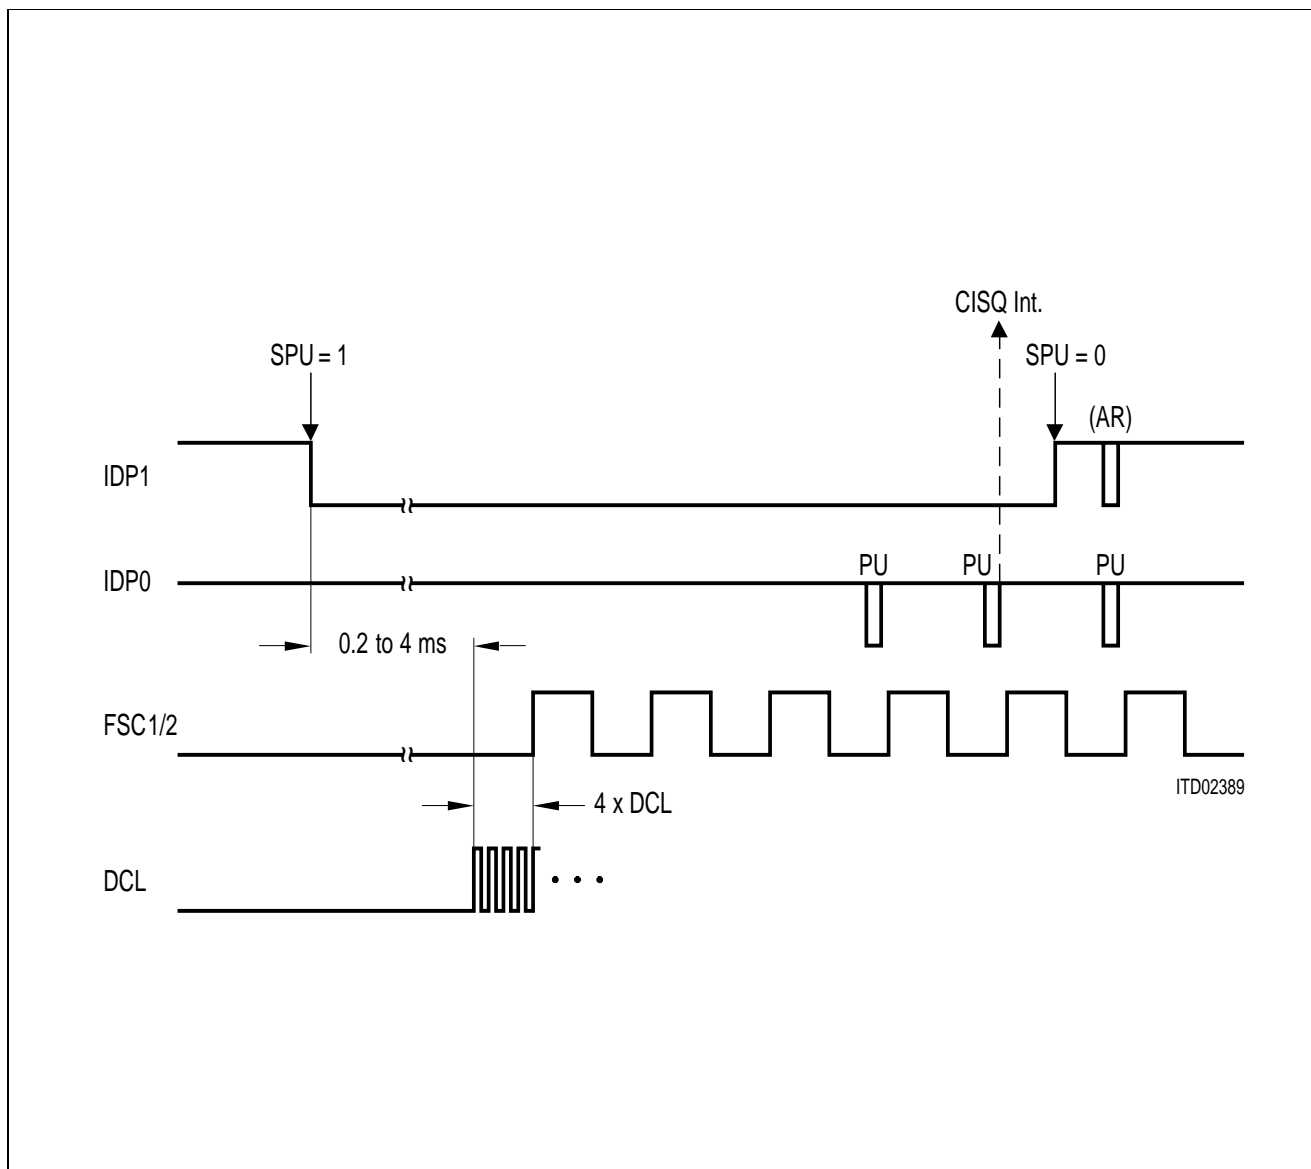 CISQ Int.
SPU = 1
SPU = 0
(AR)
IDP1
PU
PU
PU
IDP0
0.2 to 4 ms
FSC1/2
ITD02389
4 x DCL
DCL